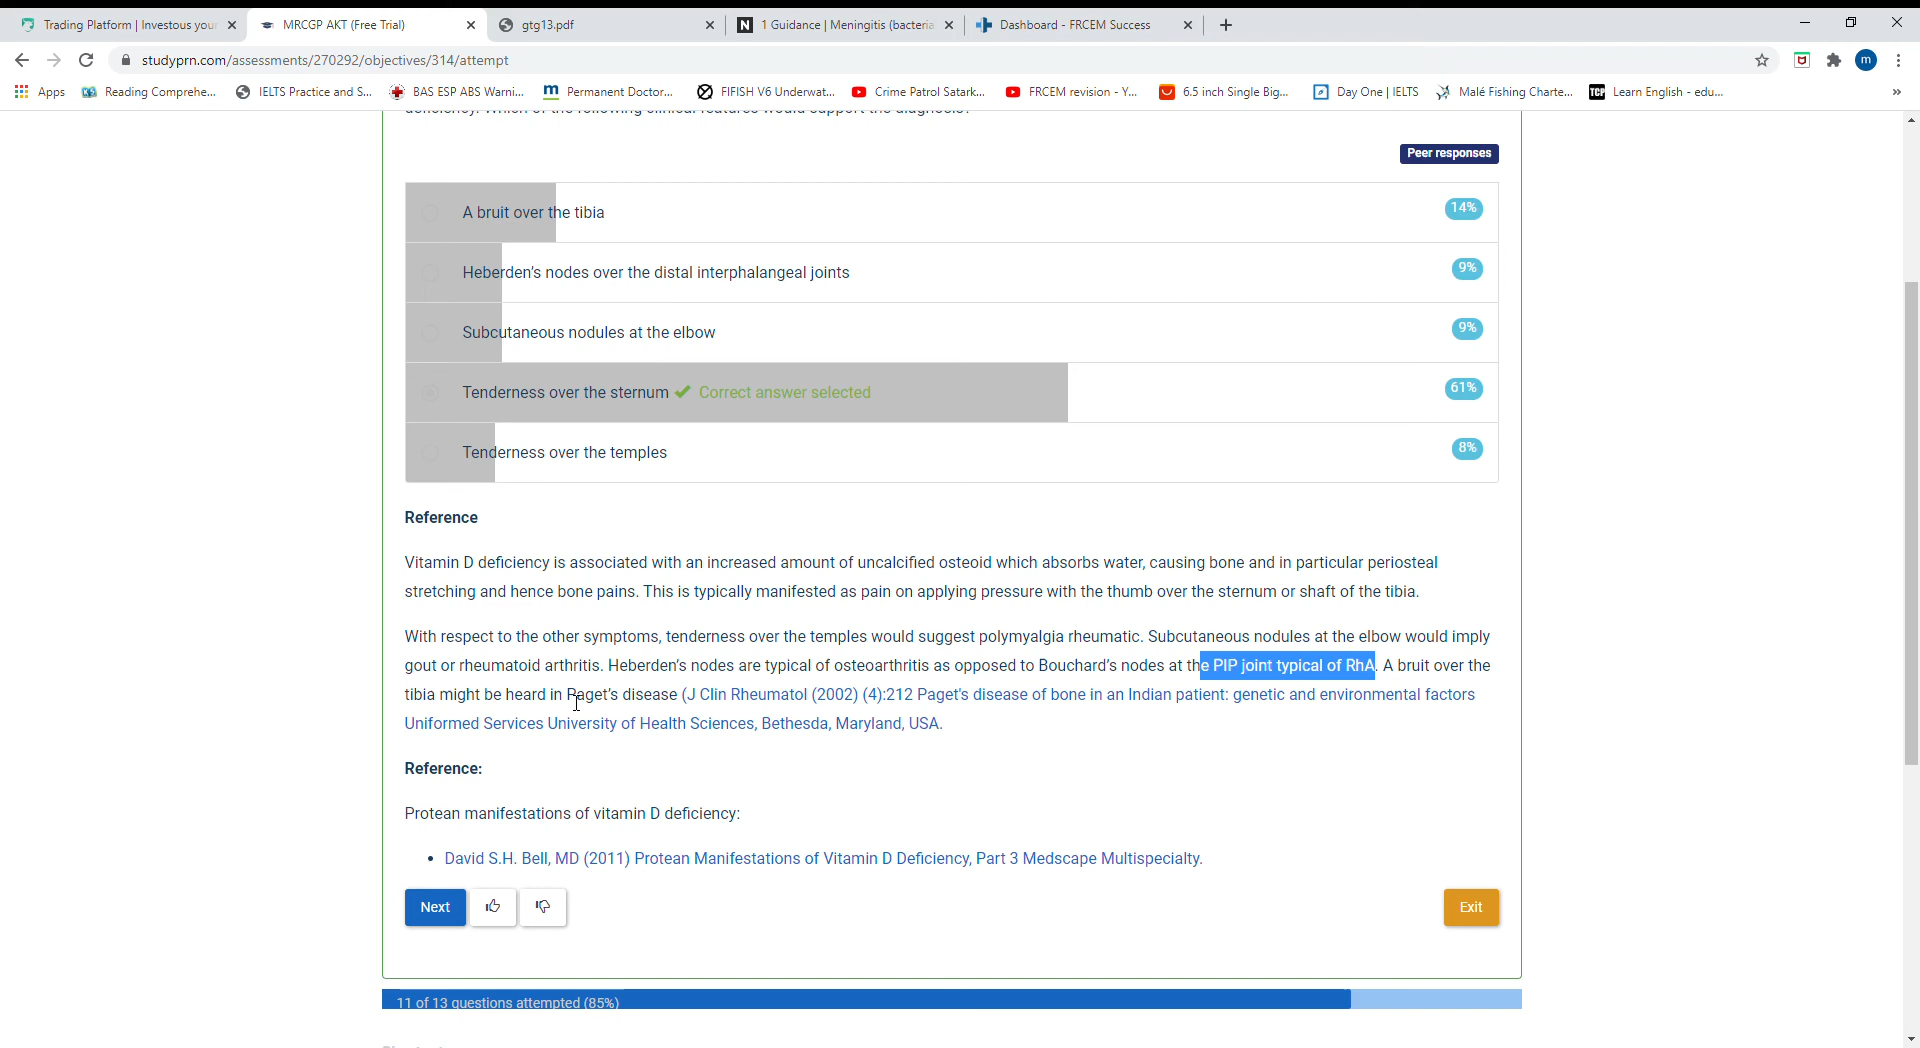 Trading Platform | Investous your
MRCGP AKT (Free Trial)
gtg13.pdf
1 Guidance | Meningitis (bacteria
Dashboard - FRCEM Success
studyprn.com/assessments/270292/objectives/314/attempt
m
Apps
Reading Comprehe...
IELTS Practice and S...
BAS ESP ABS Warni...
Permanent Doctor...
FIFISH V6 Underwat...
Crime Patrol Satark...
FRCEM revision - Y...
6.5 inch Single Big...
Day One | IELTS
Malé Fishing Charte...
TCP
Learn English - edu...
»
deficiency. Which of the following clinical features would support the diagnosis?
Peer responses
A bruit over the tibia
14%
Heberden's nodes over the distal interphalangeal joints
9%
Subcutaneous nodules at the elbow
9%
Tenderness over the sternum ✔ Correct answer selected
61%
Tenderness over the temples
8%
Reference
Vitamin D deficiency is associated with an increased amount of uncalcified osteoid which absorbs water, causing bone and in particular periosteal
stretching and hence bone pains. This is typically manifested as pain on applying pressure with the thumb over the sternum or shaft of the tibia.
With respect to the other symptoms, tenderness over the temples would suggest polymyalgia rheumatic. Subcutaneous nodules at the elbow would imply
gout or rheumatoid arthritis. Heberden's nodes are typical of osteoarthritis as opposed to Bouchard's nodes at the PIP joint typical of RhA. A bruit over the
tibia might be heard in Paget's disease (J Clin Rheumatol (2002) (4):212 Paget's disease of bone in an Indian patient: genetic and environmental factors
Uniformed Services University of Health Sciences, Bethesda, Maryland, USA.
Reference:
Protean manifestations of vitamin D deficiency:
• David S.H. Bell, MD (2011) Protean Manifestations of Vitamin D Deficiency, Part 3 Medscape Multispecialty.
Next
Exit
11 of 13 questions attempted (85%)